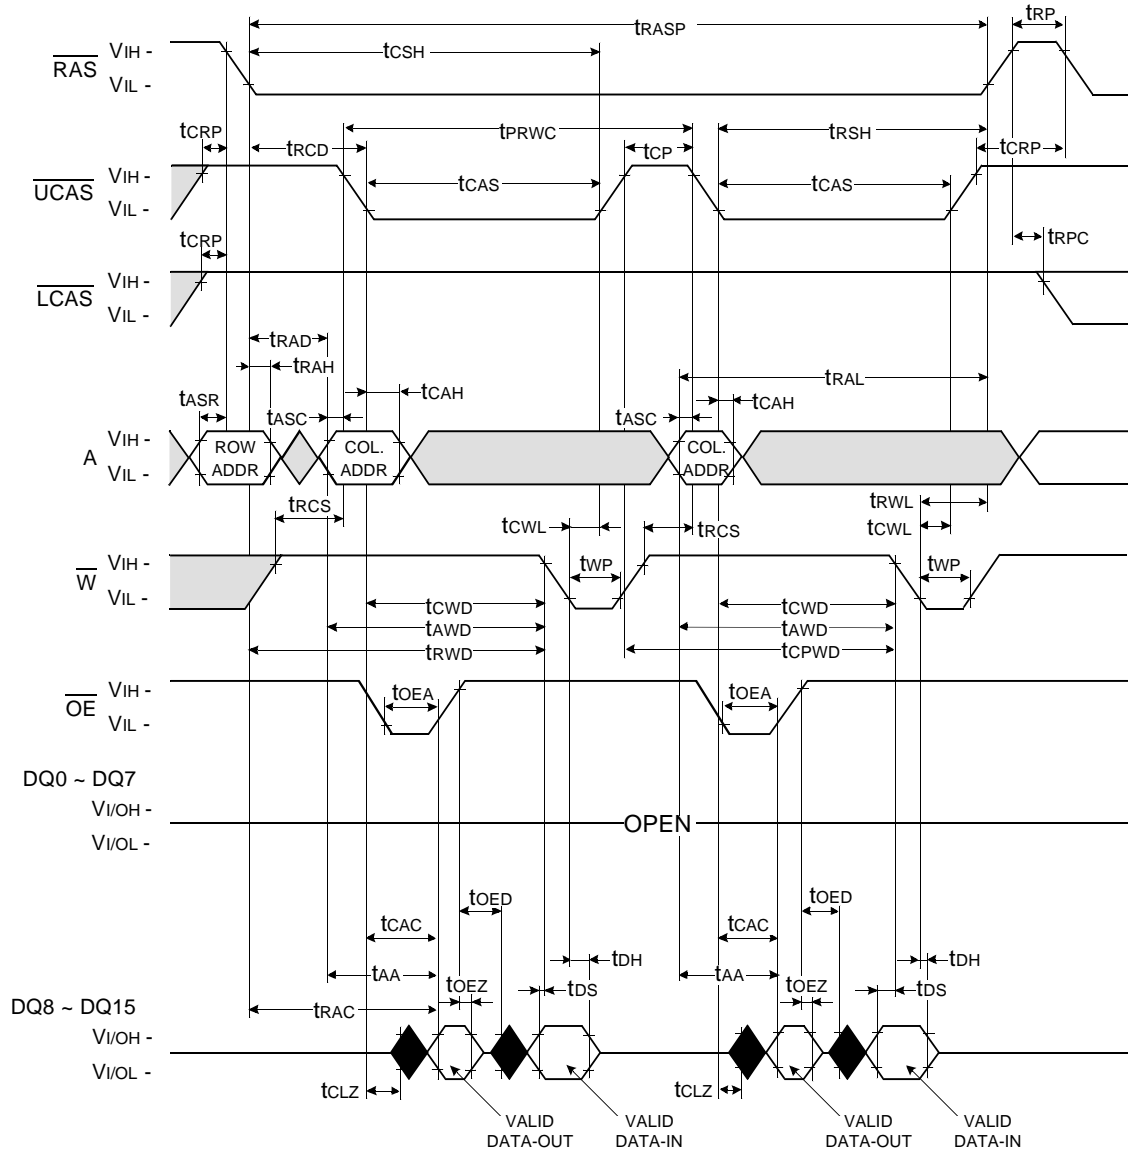 tRASP
tRP
tCSH
RAS
VIH -
VIL -
tCRP
tRCD
tPRWC
tCP
tRSH
tCRP
UCAS
VIH -
VIL -
tCAS
tCAS
tCRP
tRPC
LCAS
VIH -
VIL -
tRAD
tRAH
tASR
tASC
tCAH
tRAL
tASC
tCAH
A
VIH -
VIL -
ROW
ADDR
COL.
ADDR
COL.
ADDR
tRCS
tCWL
tRCS
tRWL
tCWL
W
VIH -
VIL -
tWP
tWP
tCWD
tCWD
tAWD
tAWD
tRWD
tCPWD
OE
VIH -
VIL -
tOEA
tOEA
DQ0 ~ DQ7
VI/OH -
VI/OL -
OPEN
tOED
tOED
tCAC
tCAC
tDH
tDH
tAA
tAA
tOEZ
tOEZ
tDS
tDS
tRAC
DQ8 ~ DQ15
VI/OH -
VI/OL -
tCLZ
tCLZ
VALID
DATA-OUT
VALID
DATA-IN
VALID
DATA-OUT
VALID
DATA-IN